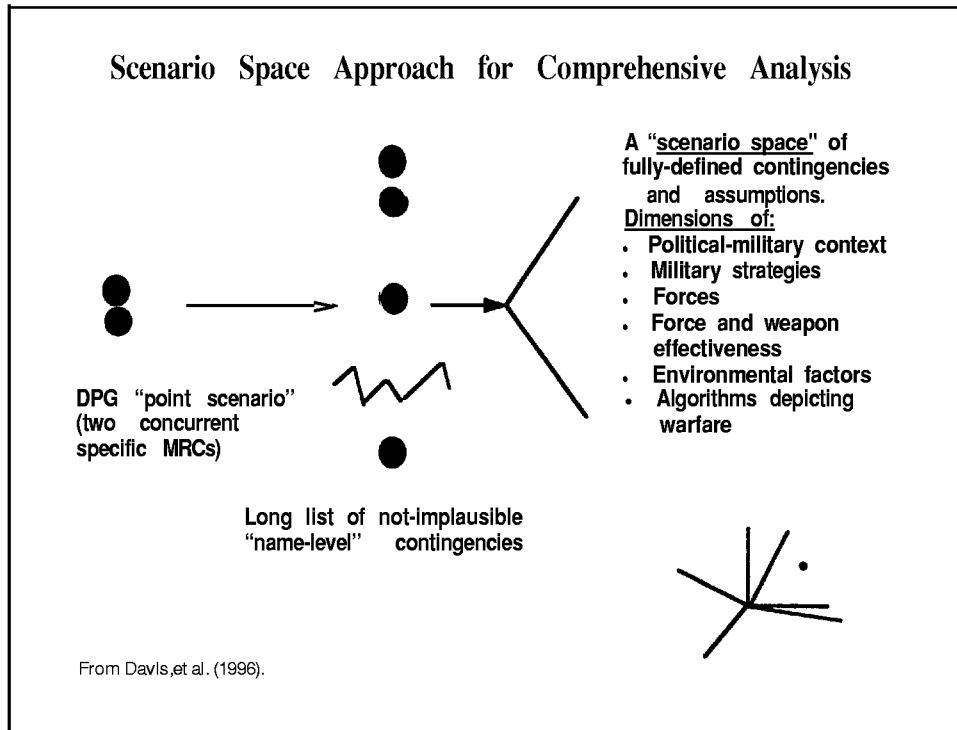 Scenario Space Approach for Comprehensive Analysis
DPG “point scenario”
(two concurrent
specific MRCs)
Long list of not-implausible
“name-level” contingencies
A “scenario space" of
fully-defined contingencies
and assumptions.
Dimensions of:
• Political-military context
• Military strategies
• Forces
• Force and weapon
effectiveness
• Environmental factors
• Algorithms depicting
warfare
From Davis,et al. (1996).